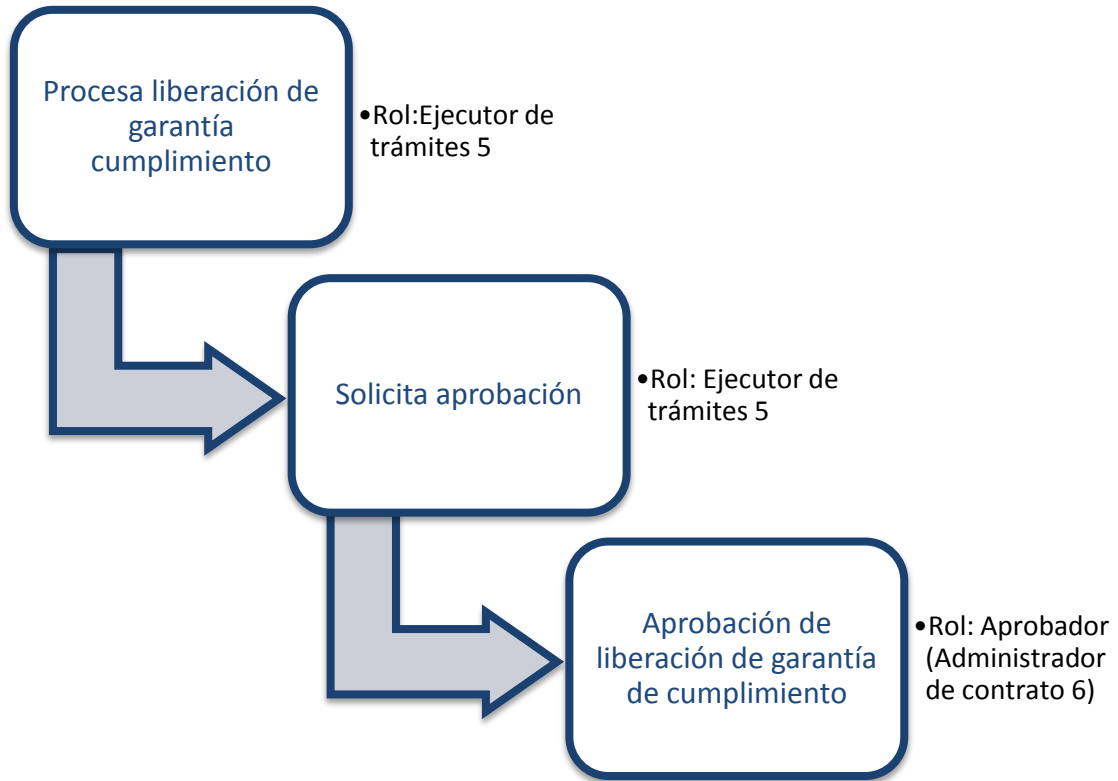 Procesa liberación de
garantía
cumplimiento
•Rol:Ejecutor de
trámites 5
Solicita aprobación
•Rol: Ejecutor de
trámites 5
Aprobación de
liberación de garantía
de cumplimiento
•Rol: Aprobador
(Administrador
de contrato 6)